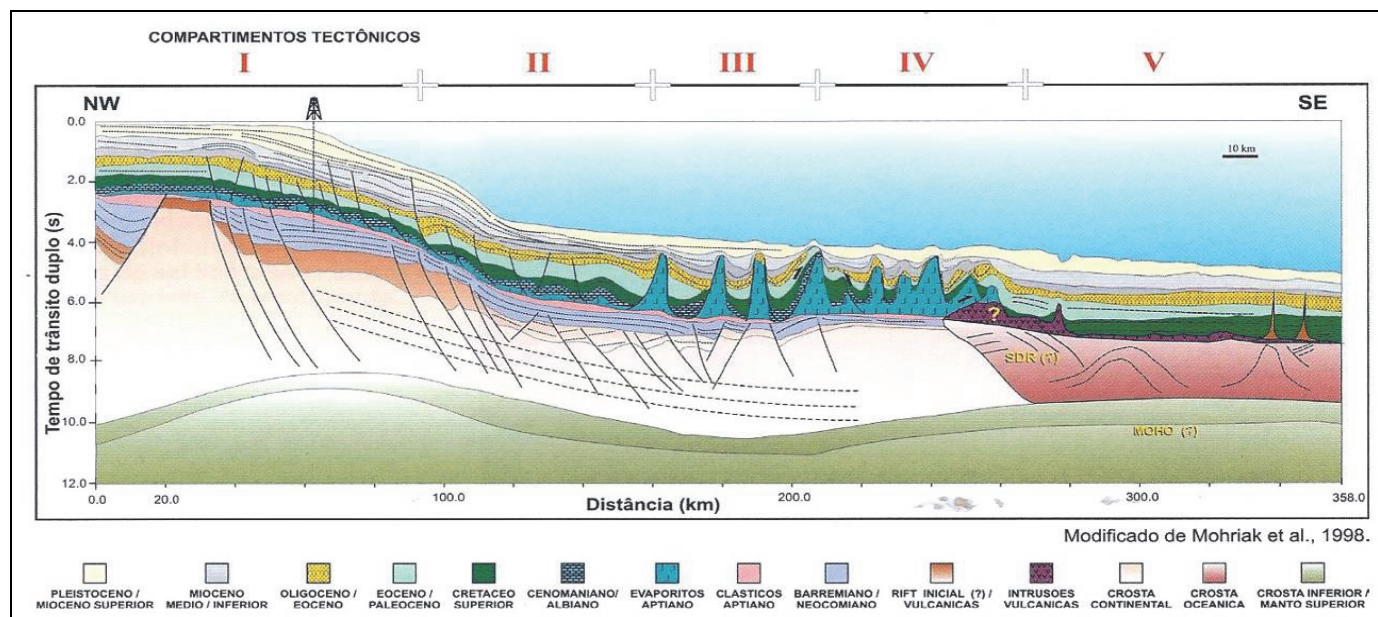 COMPARTIMENTOS TECTÔNICOS
I II III IV V
NW SE
10 km
Tempo de trânsito duplo (s)
0.0
2.0
4.0
6.0
8.0
10.0
12.0
?
SDR (?)
MOHO (?)
0.0 20.0 100.0 200.0 300.0 358.0
Distância (km)
Modificado de Mohriak et al., 1998.
PLEISTOCENO / MIOCENO OLIGOCENO / EOCENO / CRETACEO CENOMANIANO/ EVAPORITOS CLASTICOS BARREMIANO / RIFT INICIAL (?) / INTRUSOES CROSTA CROSTA CROSTA INFERIOR /
MIOCENO SUPERIOR MEDIO / INFERIOR EOCENO PALEOCENO SUPERIOR ALBIANO APTIANO APTIANO NEOCOMIANO VULCANICAS VULCANICAS CONTINENTAL OCEANICA MANTO SUPERIOR